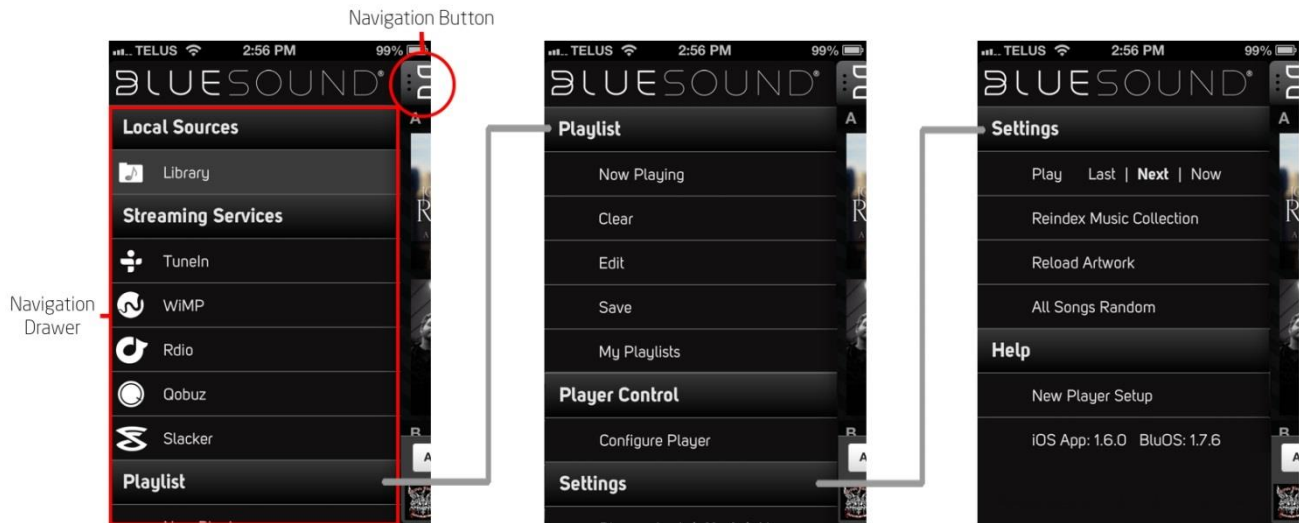 Navigation Button
TELUS 2:56 PM 99%
BLUESOUND®
A
Local Sources
Library
Streaming Services
TuneIn
WiMP
Rdio
Qobuz
Slacker
B
A
Playlist
Navigation
Drawer
TELUS 2:56 PM 99%
BLUESOUND®
A
Playlist
Now Playing
R
Clear
Edit
Save
My Playlists
Player Control
Configure Player
B
A
Settings
TELUS 2:56 PM 99%
BLUESOUND®
A
Settings
Play Last | Next | Now
Reindex Music Collection
R
Reload Artwork
All Songs Random
Help
New Player Setup
iOS App: 1.6.0 BluOS: 1.7.6
B
A